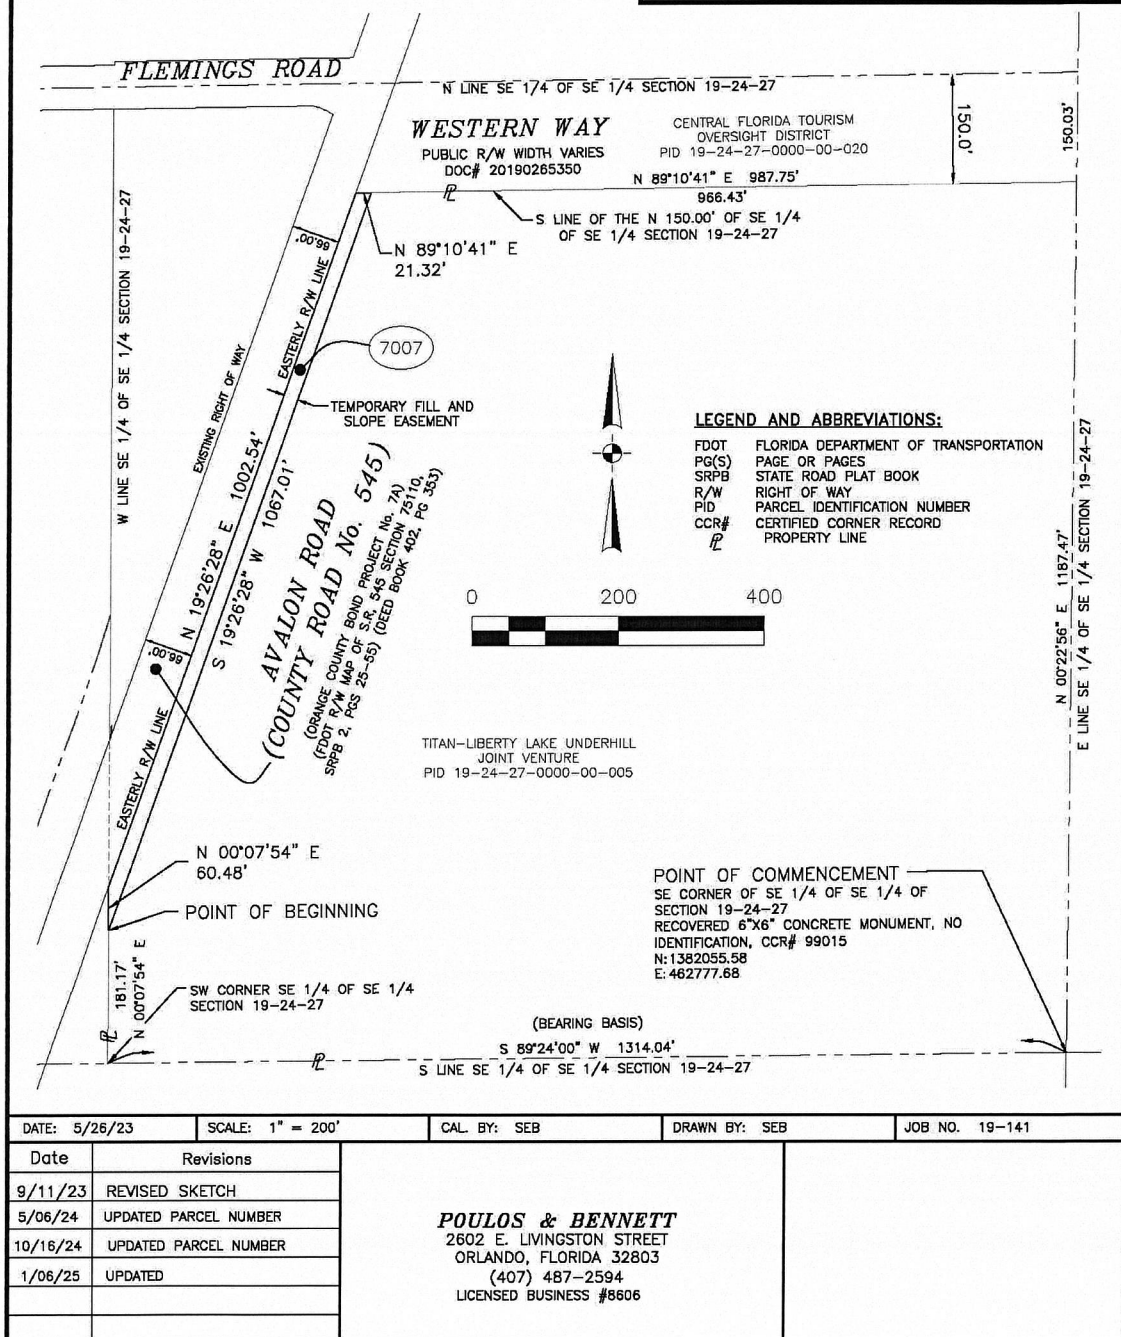 FLEMINGS ROAD
N LINE SE 1/4 OF SE 1/4 SECTION 19-24-27
WESTERN WAY
PUBLIC R/W WIDTH VARIES
DOC# 20190265350
CENTRAL FLORIDA TOURISM
OVERSIGHT DISTRICT
PID 19-24-27-0000-00-020
150.0'
150.03'
N 89°10'41" E 987.75'
966.43'
PL
S LINE OF THE N 150.00' OF SE 1/4
OF SE 1/4 SECTION 19-24-27
N 89°10'41" E
21.32'
W LINE SE 1/4 OF SE 1/4 SECTION 19-24-27
66.00'
EASTERLY R/W LINE
EXISTING RIGHT OF WAY
7007
TEMPORARY FILL AND
SLOPE EASEMENT
N 19°26'28" E 1002.54'
S 19°26'28" W 1067.01'
AVALON ROAD
(COUNTY ROAD No. 545)
(ORANGE COUNTY BOND PROJECT No. 7A)
(FDOT R/W MAP OF S.R. 545 SECTION 75110,
SRPB 2, PGS 25-55) (DEED BOOK 402, PG 353)
LEGEND AND ABBREVIATIONS:
FDOT FLORIDA DEPARTMENT OF TRANSPORTATION
PG(S) PAGE OR PAGES
SRPB STATE ROAD PLAT BOOK
R/W RIGHT OF WAY
PID PARCEL IDENTIFICATION NUMBER
CCR# CERTIFIED CORNER RECORD
PL PROPERTY LINE
0 200 400
N 00°22'56" E 1187.47'
E LINE SE 1/4 OF SE 1/4 SECTION 19-24-27
66.00'
EASTERLY R/W LINE
TITAN-LIBERTY LAKE UNDERHILL
JOINT VENTURE
PID 19-24-27-0000-00-005
N 00°07'54" E
60.48'
POINT OF BEGINNING
POINT OF COMMENCEMENT
SE CORNER OF SE 1/4 OF SE 1/4 OF
SECTION 19-24-27
RECOVERED 6"X6" CONCRETE MONUMENT, NO
IDENTIFICATION, CCR# 99015
N:1382055.58
E:462777.68
181.17'
N 00°07'54" E
PL
SW CORNER SE 1/4 OF SE 1/4
SECTION 19-24-27
(BEARING BASIS)
S 89°24'00" W 1314.04'
PL
S LINE SE 1/4 OF SE 1/4 SECTION 19-24-27
DATE: 5/26/23 SCALE: 1" = 200' CAL. BY: SEB DRAWN BY: SEB JOB NO. 19-141
Date Revisions
9/11/23 REVISED SKETCH
5/06/24 UPDATED PARCEL NUMBER
10/16/24 UPDATED PARCEL NUMBER
1/06/25 UPDATED
POULOS & BENNETT
2602 E. LIVINGSTON STREET
ORLANDO, FLORIDA 32803
(407) 487-2594
LICENSED BUSINESS #8606